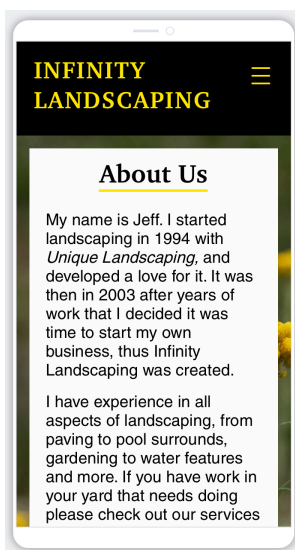 INFINITY
LANDSCAPING
About Us
My name is Jeff. I started
landscaping in 1994 with
Unique Landscaping, and
developed a love for it. It was
then in 2003 after years of
work that I decided it was
time to start my own
business, thus Infinity
Landscaping was created.
I have experience in all
aspects of landscaping, from
paving to pool surrounds,
gardening to water features
and more. If you have work in
your yard that needs doing
please check out our services